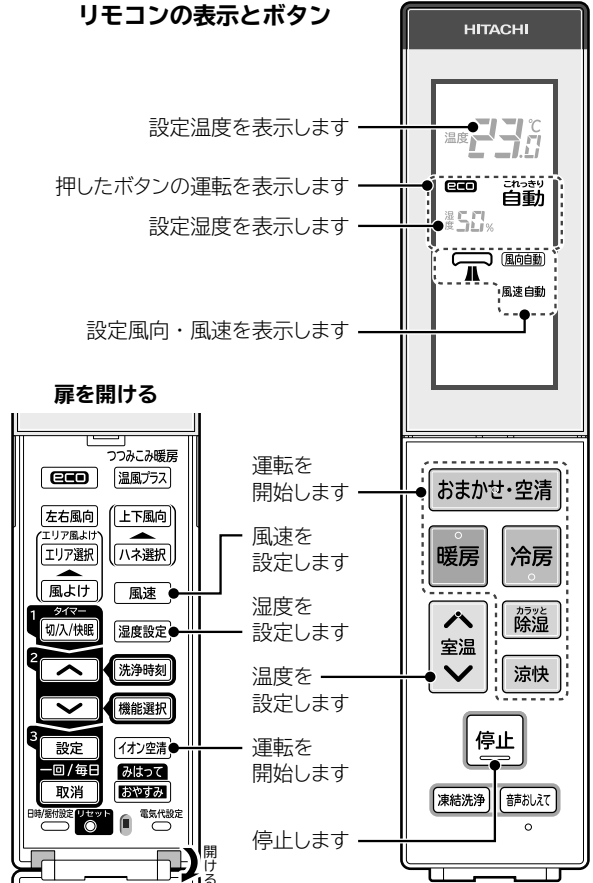 リモコンの表示とボタン
HITACHI
設定温度を表示します
温度 23.0 ℃
押したボタンの運転を表示します
eco
これっきり
自動
設定湿度を表示します
湿度 50%
風向自動
風速自動
設定風向・風速を表示します
扉を開ける
つつみこみ暖房
eco
温風プラス
左右風向
上下風向
エリア風よけ
エリア選択
ハネ選択
風よけ
風速
1 タイマー
切/入/快眠
湿度設定
2
洗浄時刻
機能選択
3
設定
イオン空清
一回/毎日
みはって
取消
おやすみ
日時/据付設定
リセット
電気代設定
開ける
運転を
開始します
風速を
設定します
湿度を
設定します
温度を
設定します
運転を
開始します
停止します
おまかせ・空清
暖房
冷房
室温
カラッと
除湿
涼快
停止
凍結洗浄
音声おしえて